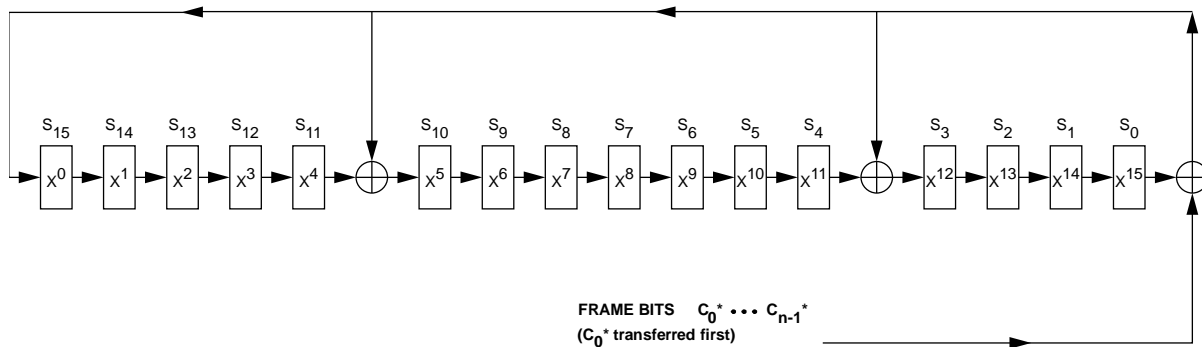 S₁₅ S₁₄ S₁₃ S₁₂ S₁₁ S₁₀ S₉ S₈ S₇ S₆ S₅ S₄ S₃ S₂ S₁ S₀
X⁰ X¹ X² X³ X⁴ X⁵ X⁶ X⁷ X⁸ X⁹ X¹⁰ X¹¹ X¹² X¹³ X¹⁴ X¹⁵
FRAME BITS C₀* • • • Cₙ₋₁*
(C₀* transferred first)